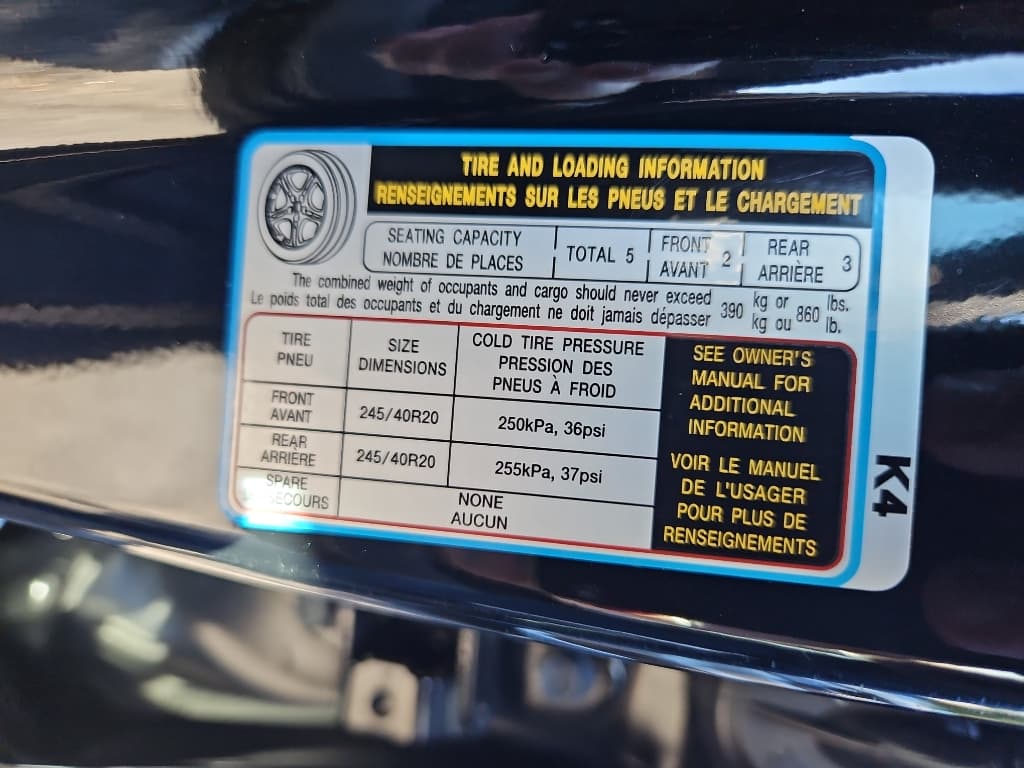 TIRE AND LOADING INFORMATION
RENSEIGNEMENTS SUR LES PNEUS ET LE CHARGEMENT
SEATING CAPACITY
NOMBRE DE PLACES
TOTAL 5
FRONT
AVANT
2
REAR
ARRIÈRE
3
The combined weight of occupants and cargo should never exceed 390 kg or 860 lbs.
Le poids total des occupants et du chargement ne doit jamais dépasser 390 kg ou 860 lb.
TIRE
PNEU
SIZE
DIMENSIONS
COLD TIRE PRESSURE
PRESSION DES
PNEUS À FROID
FRONT
AVANT
245/40R20
250kPa, 36psi
REAR
ARRIÈRE
245/40R20
255kPa, 37psi
SPARE
NONE
AUCUN
SEE OWNER'S
MANUAL FOR
ADDITIONAL
INFORMATION
VOIR LE MANUEL
DE L'USAGER
POUR PLUS DE
RENSEIGNEMENTS
K4